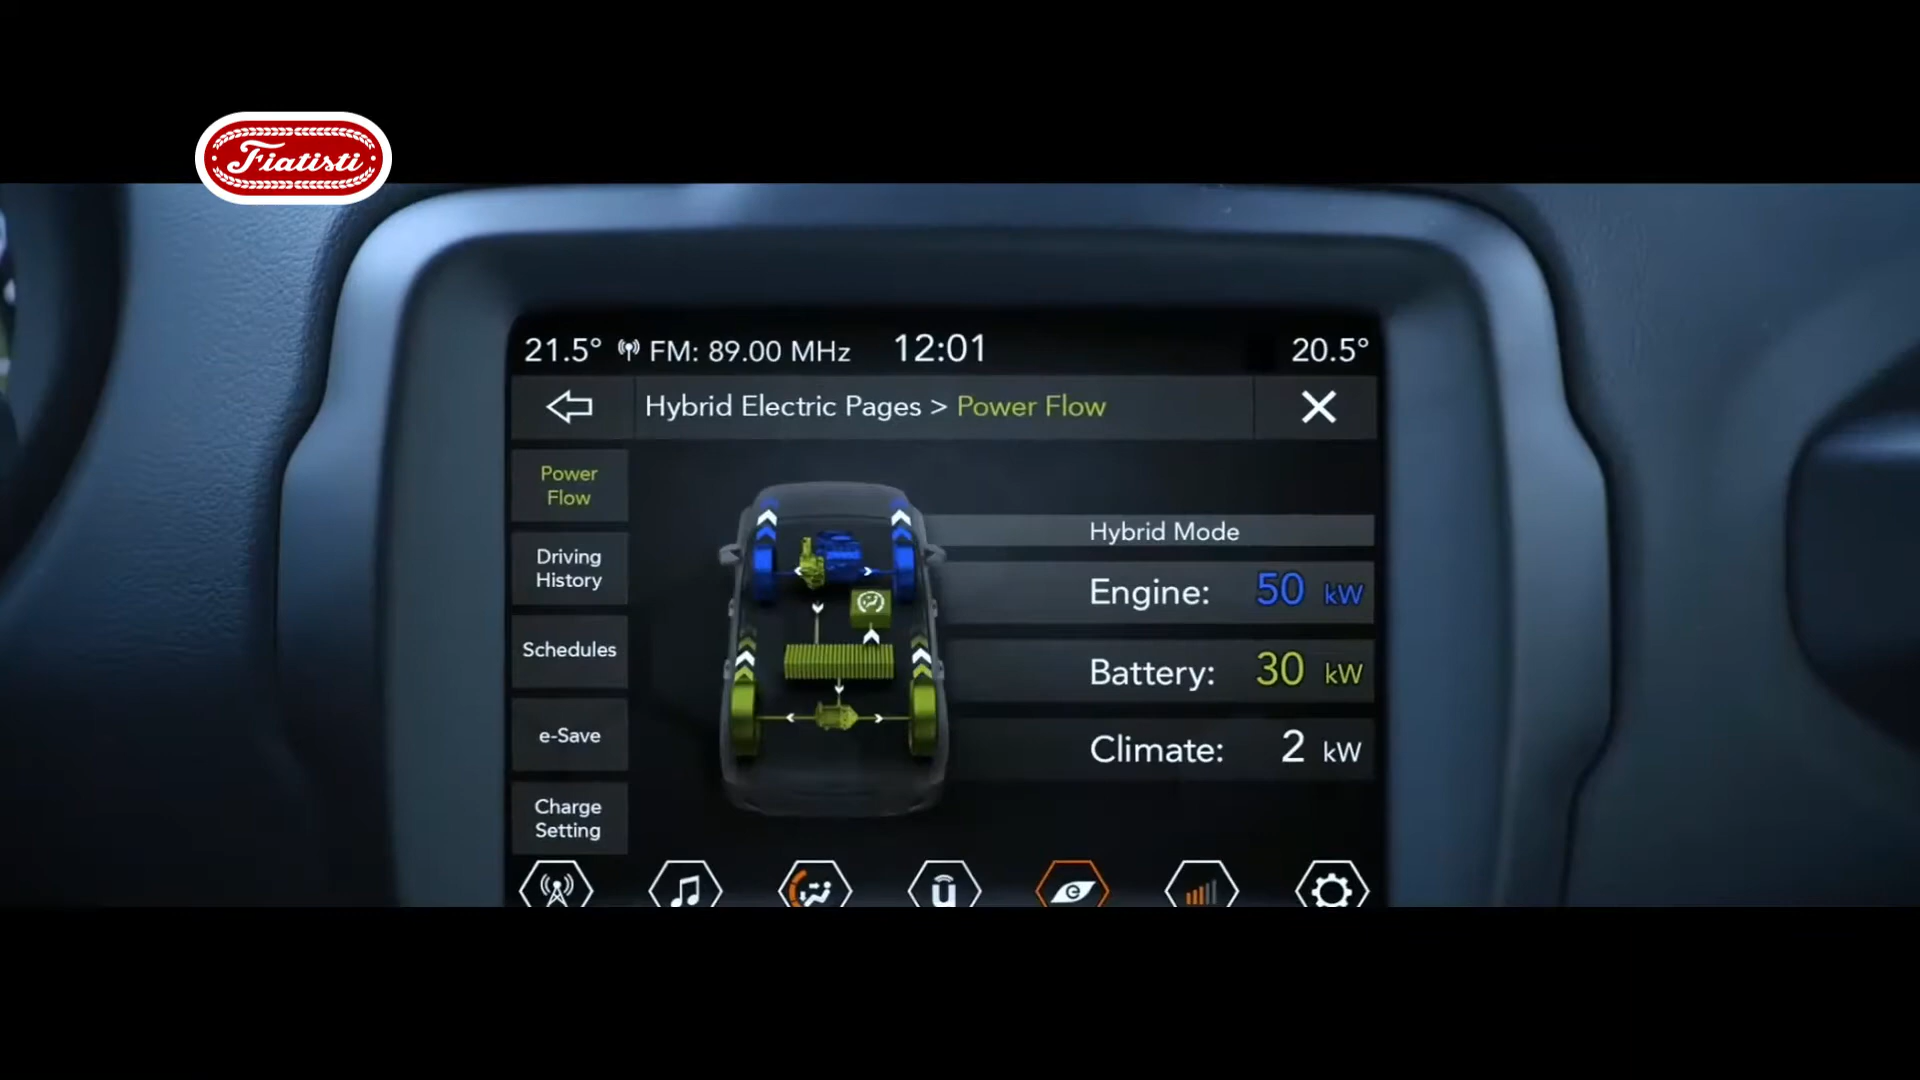 Fiatisti
21.5° FM: 89.00 MHz 12:01 20.5°
Hybrid Electric Pages > Power Flow
Power
Flow
Driving
History
Schedules
e-Save
Charge
Setting
Hybrid Mode
Engine: 50 kW
Battery: 30 kW
Climate: 2 kW